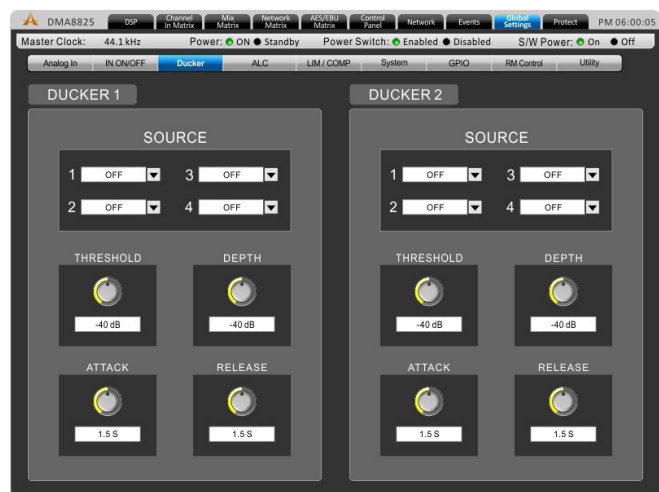 DMA8825 DSP Channel In Matrix Mix Matrix Network Matrix AES/EBU Matrix Control Panel Network Events Global Settings Protect PM 06:00:05
Master Clock: 44.1 kHz Power: ON Standby Power Switch: Enabled Disabled S/W Power: On Off
Analog In IN ON/OFF Ducker ALC LIM / COMP System GPIO RM Control Utility
DUCKER 1 DUCKER 2
SOURCE SOURCE
1 OFF 3 OFF 1 OFF 3 OFF
2 OFF 4 OFF 2 OFF 4 OFF
THRESHOLD DEPTH THRESHOLD DEPTH
-40 dB -40 dB -40 dB -40 dB
ATTACK RELEASE ATTACK RELEASE
1.5 S 1.5 S 1.5 S 1.5 S